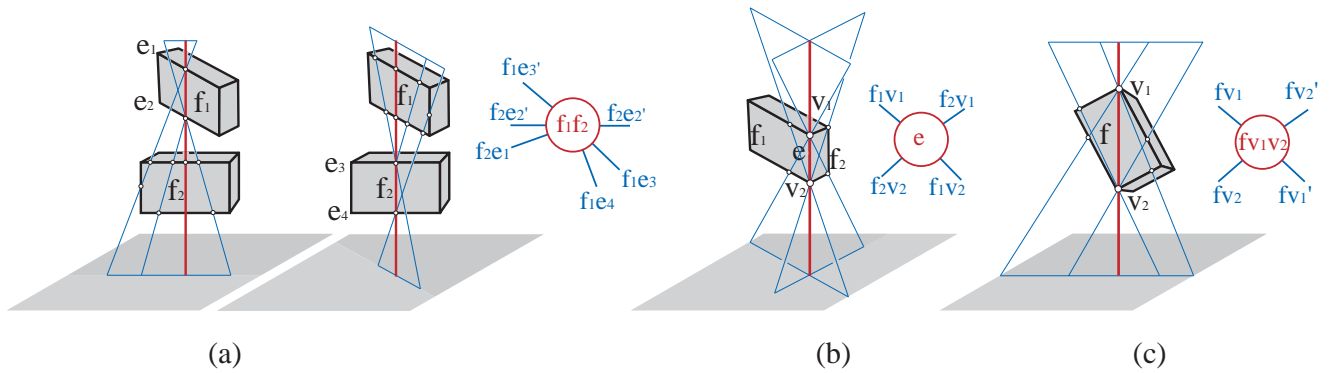 e1
e2
f1
f2
f1
e3
f2
e4
f1e3'
f2e2'
f2e1
f1f2
f2e2'
f1e3
f1e4
f1
v1
e
f2
v2
f1v1
f2v1
e
f2v2
f1v2
v1
f
v2
fv1
fv2'
fv1v2
fv2
fv1'
(a)
(b)
(c)